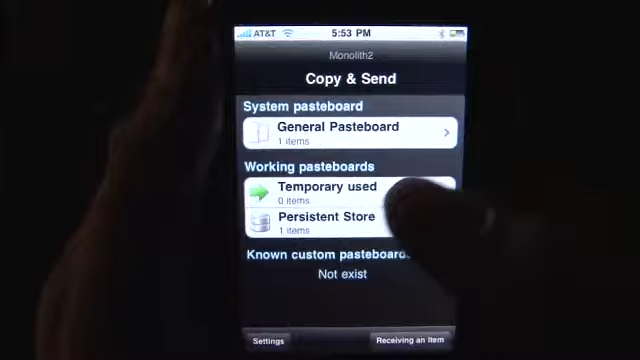 AT&T 5:53 PM
Monolith2
Copy & Send
System pasteboard
General Pasteboard
1 items
Working pasteboards
Temporary used
0 items
Persistent Store
1 items
Known custom pasteboards
Not exist
Settings Receiving an Item